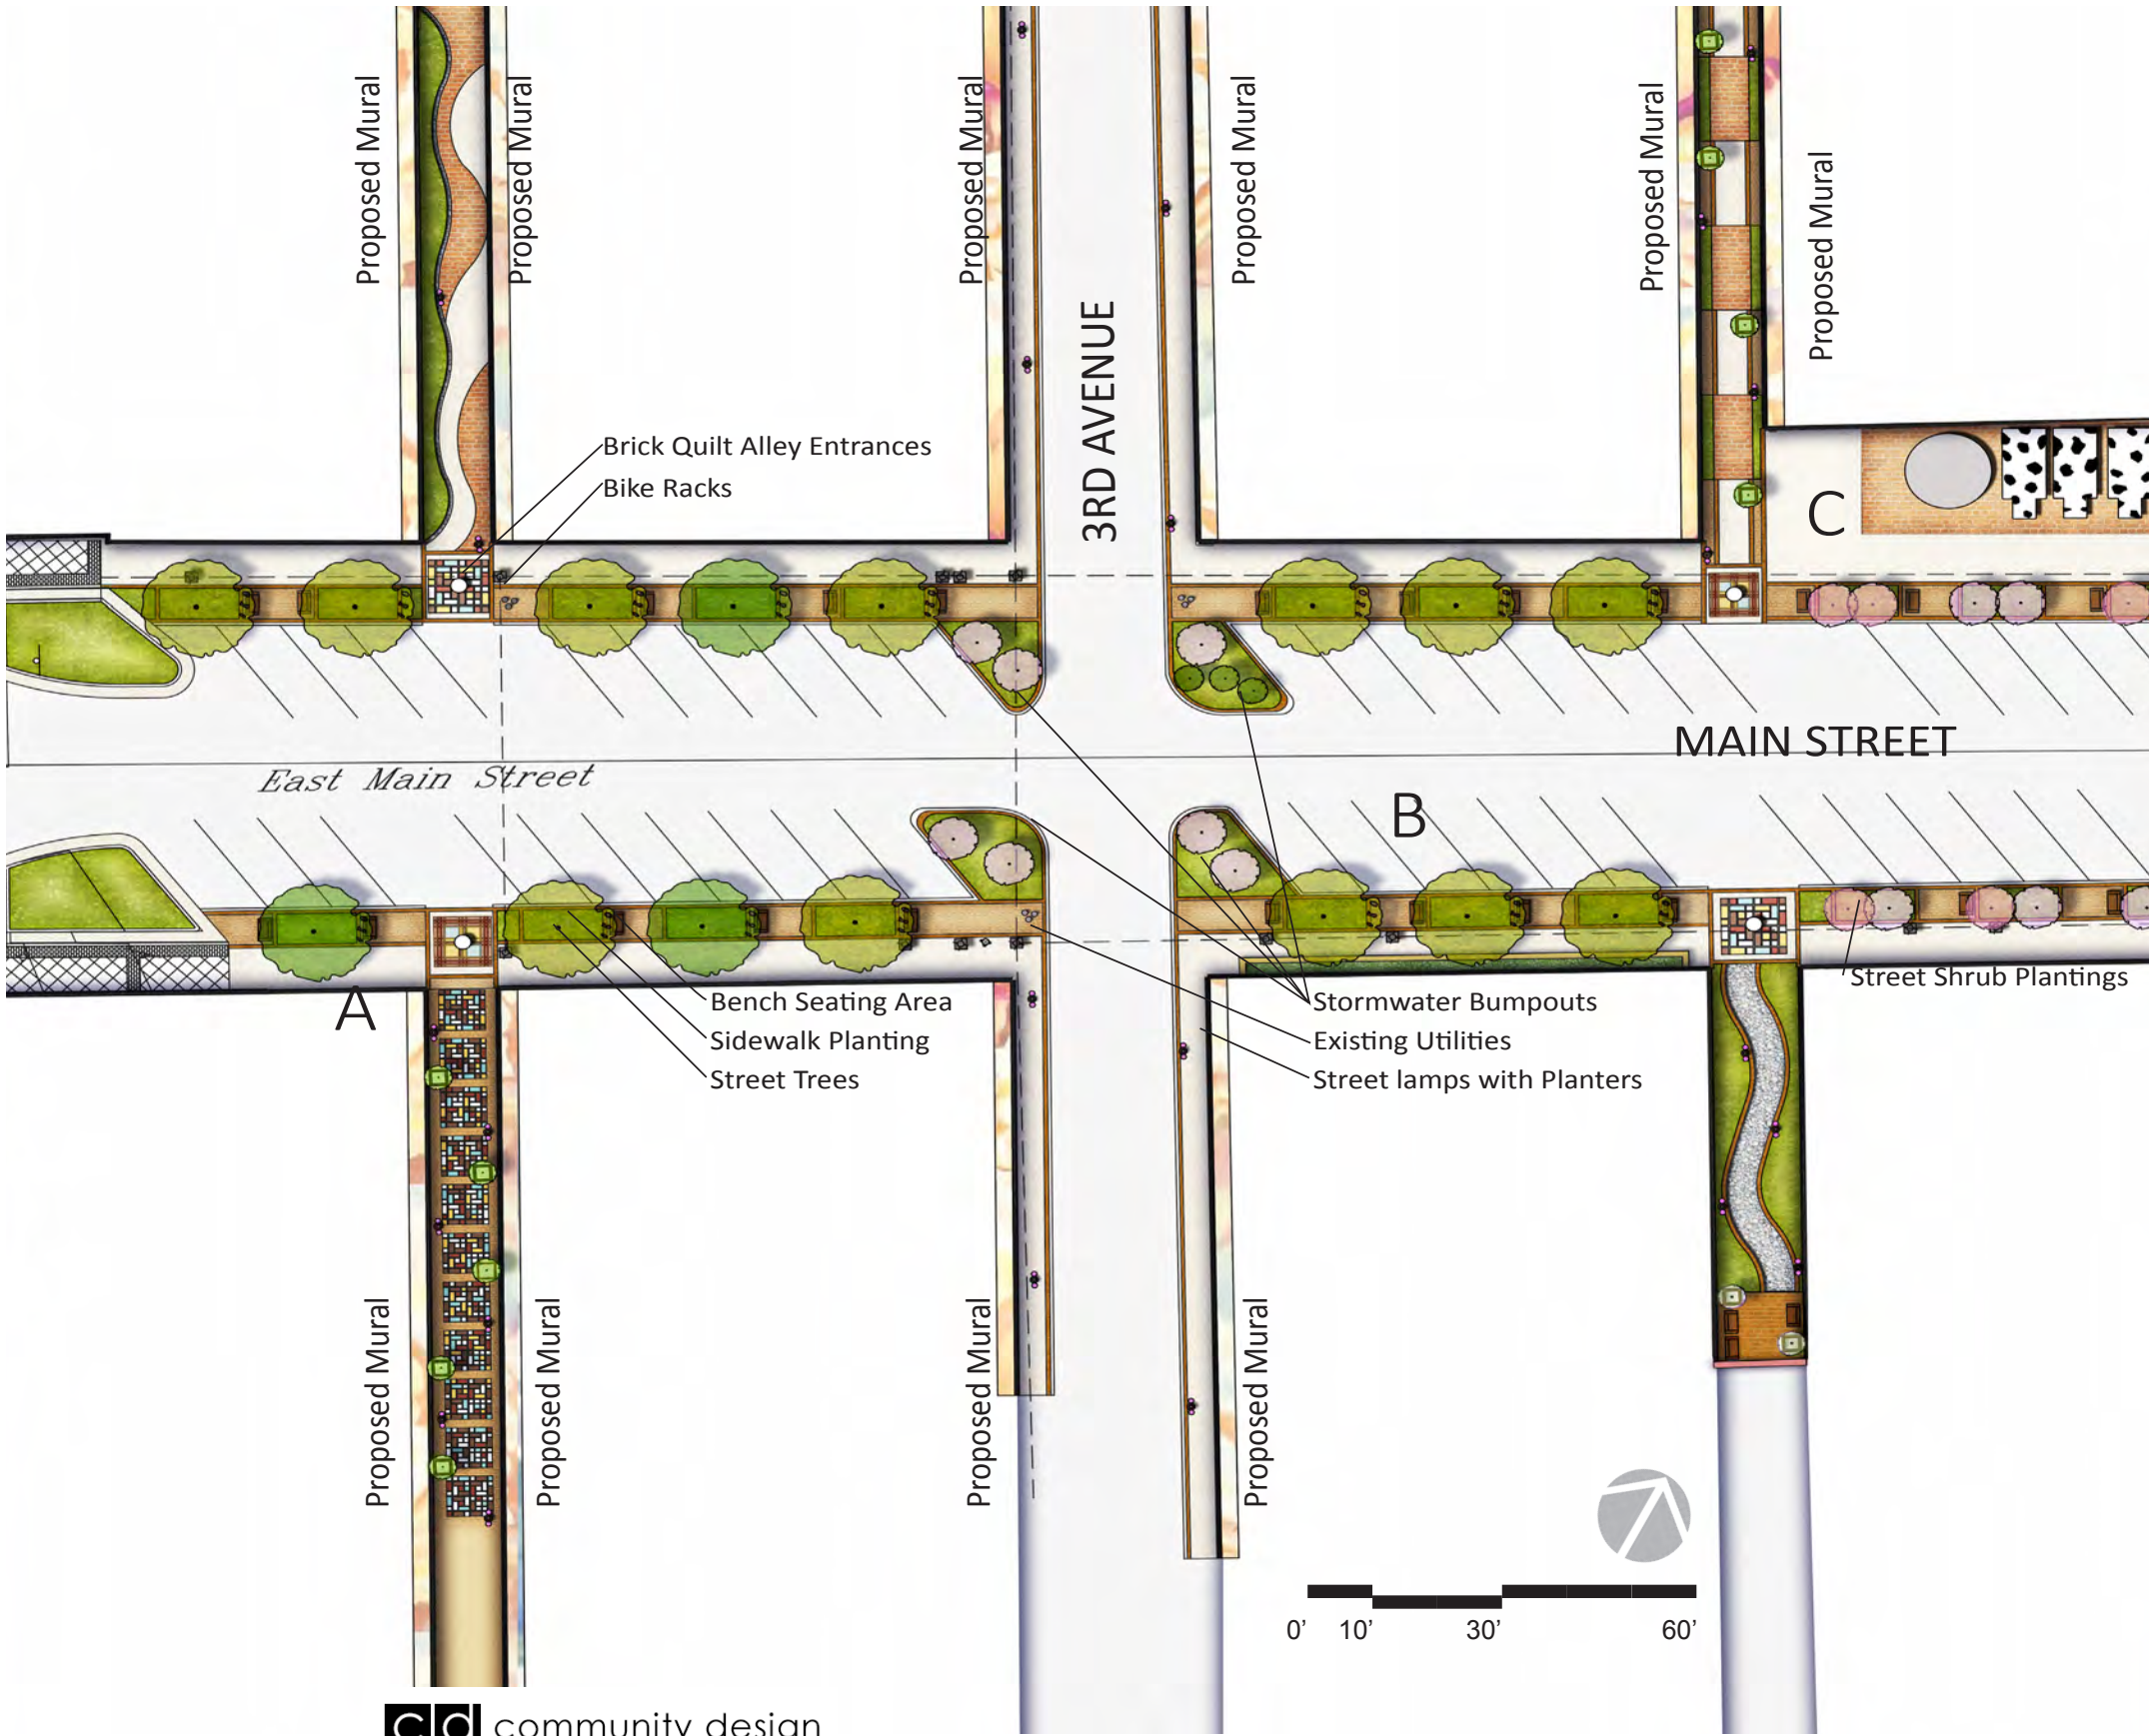 Proposed Mural
Proposed Mural
Proposed Mural
Proposed Mural
Proposed Mural
Proposed Mural
3RD AVENUE
Brick Quilt Alley Entrances
Bike Racks
C
MAIN STREET
East Main Street
B
A
Street Shrub Plantings
Bench Seating Area
Sidewalk Planting
Street Trees
Stormwater Bumpouts
Existing Utilities
Street lamps with Planters
Proposed Mural
Proposed Mural
Proposed Mural
Proposed Mural
0' 10' 30' 60'
cd community design